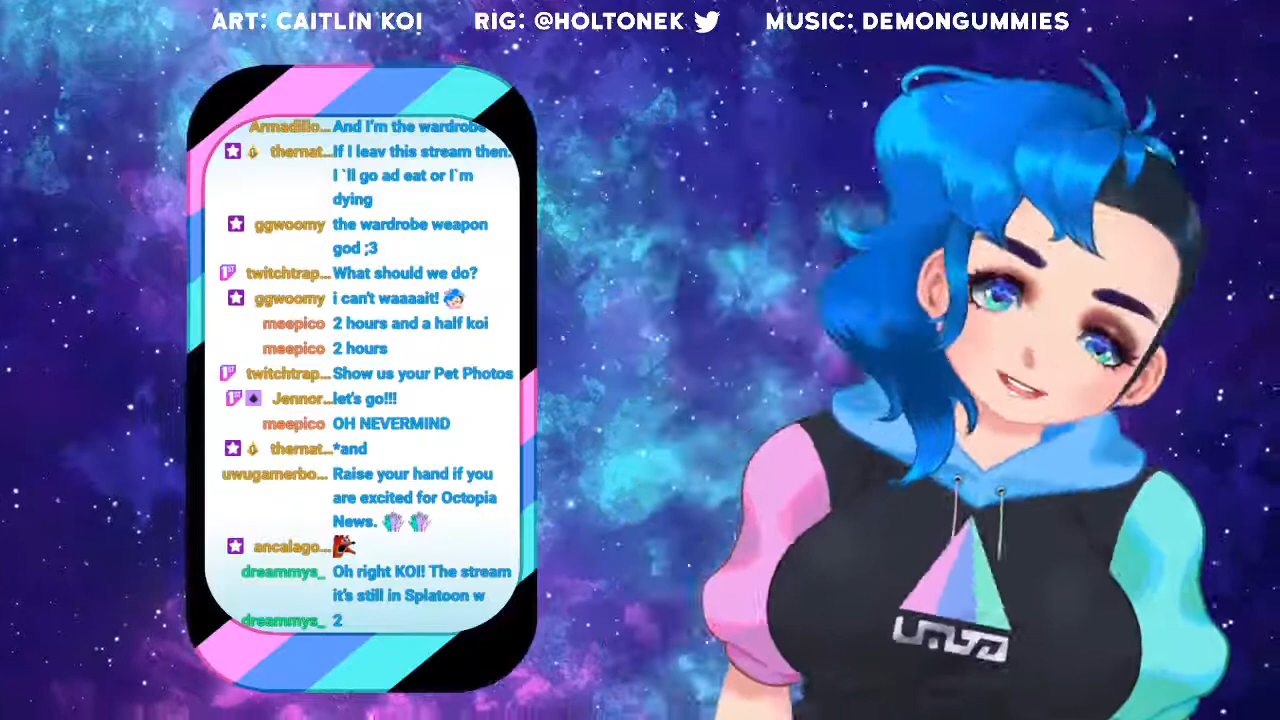 ART: CAITLIN KOI RIG: @HOLTONEK MUSIC: DEMONGUMMIES
Armadillo... And I'm the wardrobe
thernat... If I leav this stream then.
I `ll go ad eat or I`m
dying
ggwoomy the wardrobe weapon
god ;3
twitchtrap... What should we do?
ggwoomy i can't waaaait!
meepico 2 hours and a half koi
meepico 2 hours
twitchtrap... Show us your Pet Photos
Jennor... let's go!!!
meepico OH NEVERMIND
thernat... *and
uwugamerbo... Raise your hand if you
are excited for Octopia
News.
ancalago...
dreammys_ Oh right KOI! The stream
it's still in Splatoon w
dreammys_ 2